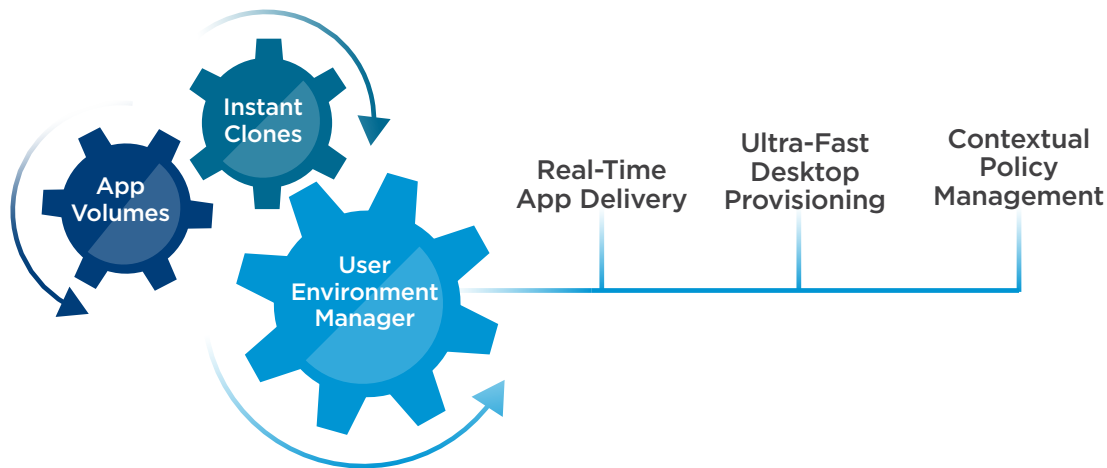 Instant
Clones
App
Volumes
User
Environment
Manager
Real-Time
App Delivery
Ultra-Fast
Desktop
Provisioning
Contextual
Policy
Management